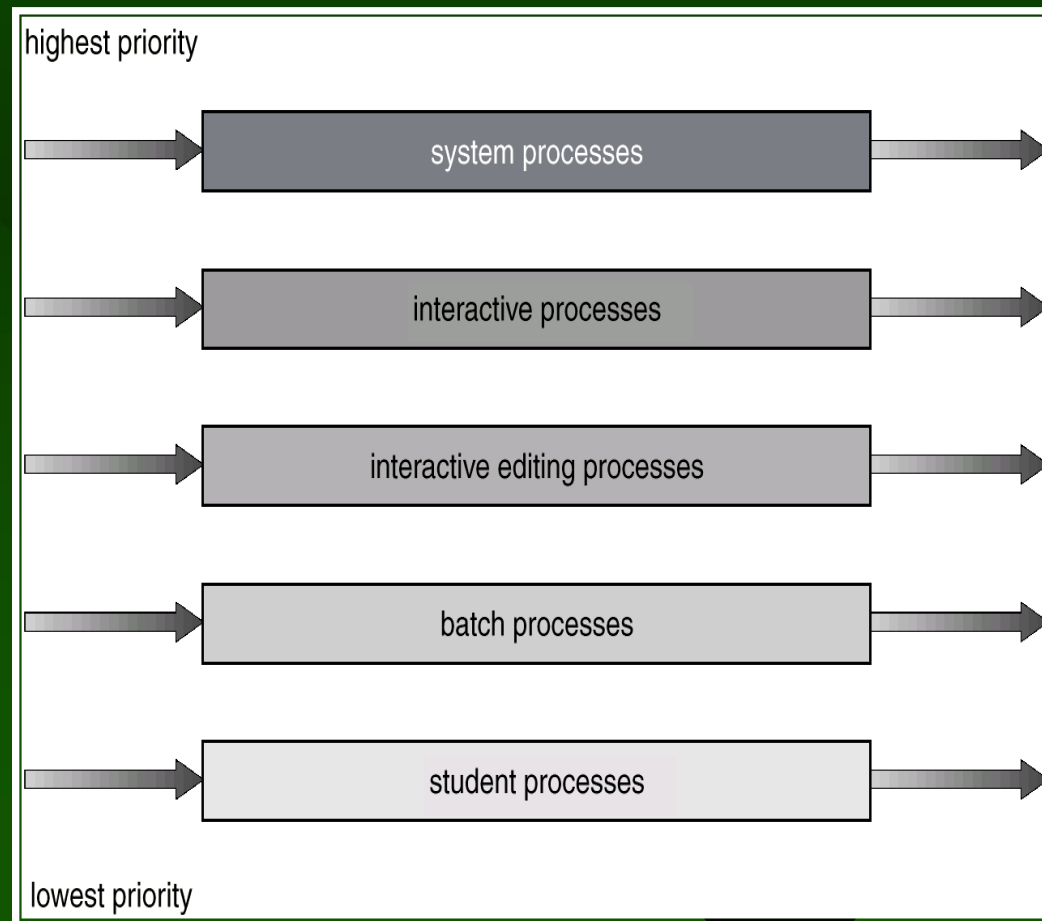 highest priority
system processes
interactive processes
interactive editing processes
batch processes
student processes
lowest priority